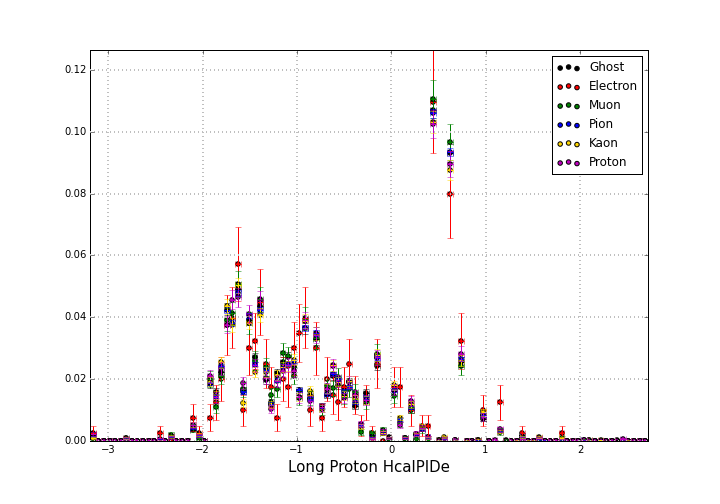 0.12
0.10
0.08
0.06
0.04
0.02
0.00
−3
−2
−1
0
1
2
Long Proton HcalPIDe
Ghost
Electron
Muon
Pion
Kaon
Proton